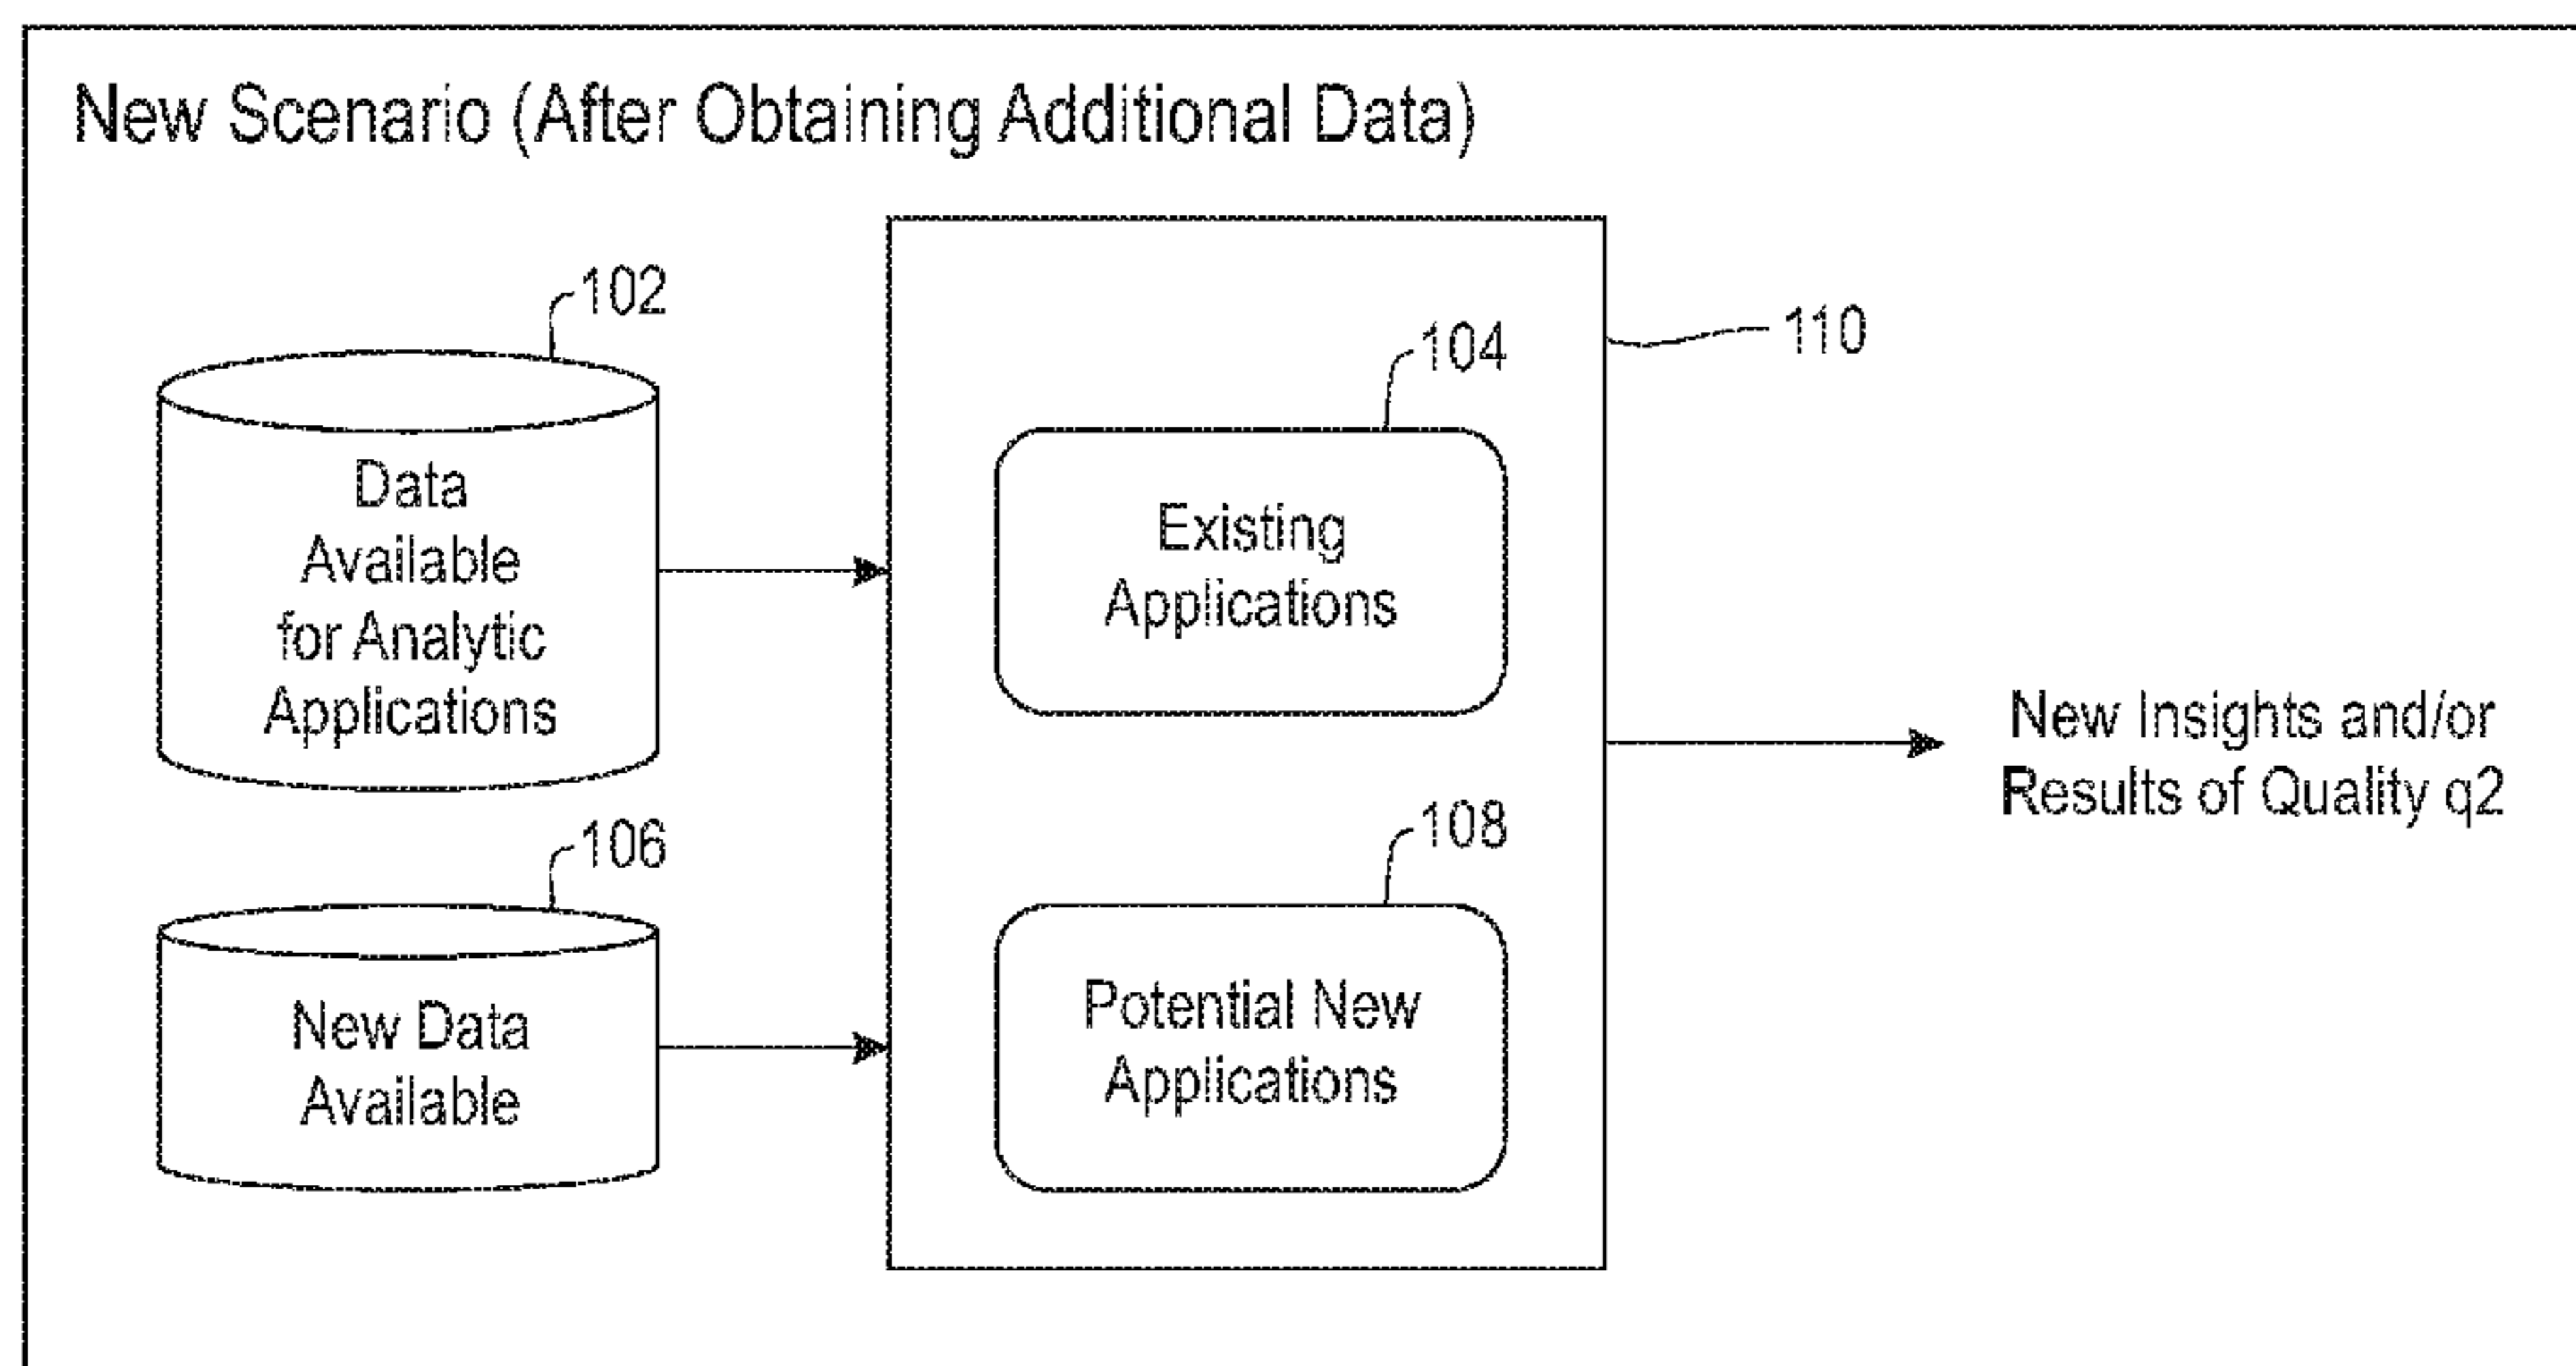 New Scenario (After Obtaining Additional Data)
102
Data
Available
for Analytic
Applications
106
New Data
Available
110
104
Existing
Applications
108
Potential New
Applications
New Insights and/or
Results of Quality q2